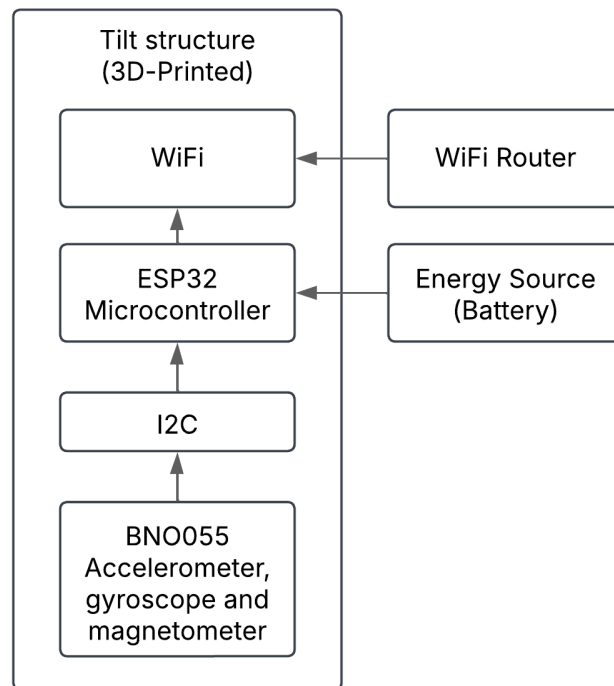 Tilt structure
(3D-Printed)
WiFi
WiFi Router
ESP32
Microcontroller
Energy Source
(Battery)
I2C
BNO055
Accelerometer,
gyroscope and
magnetometer